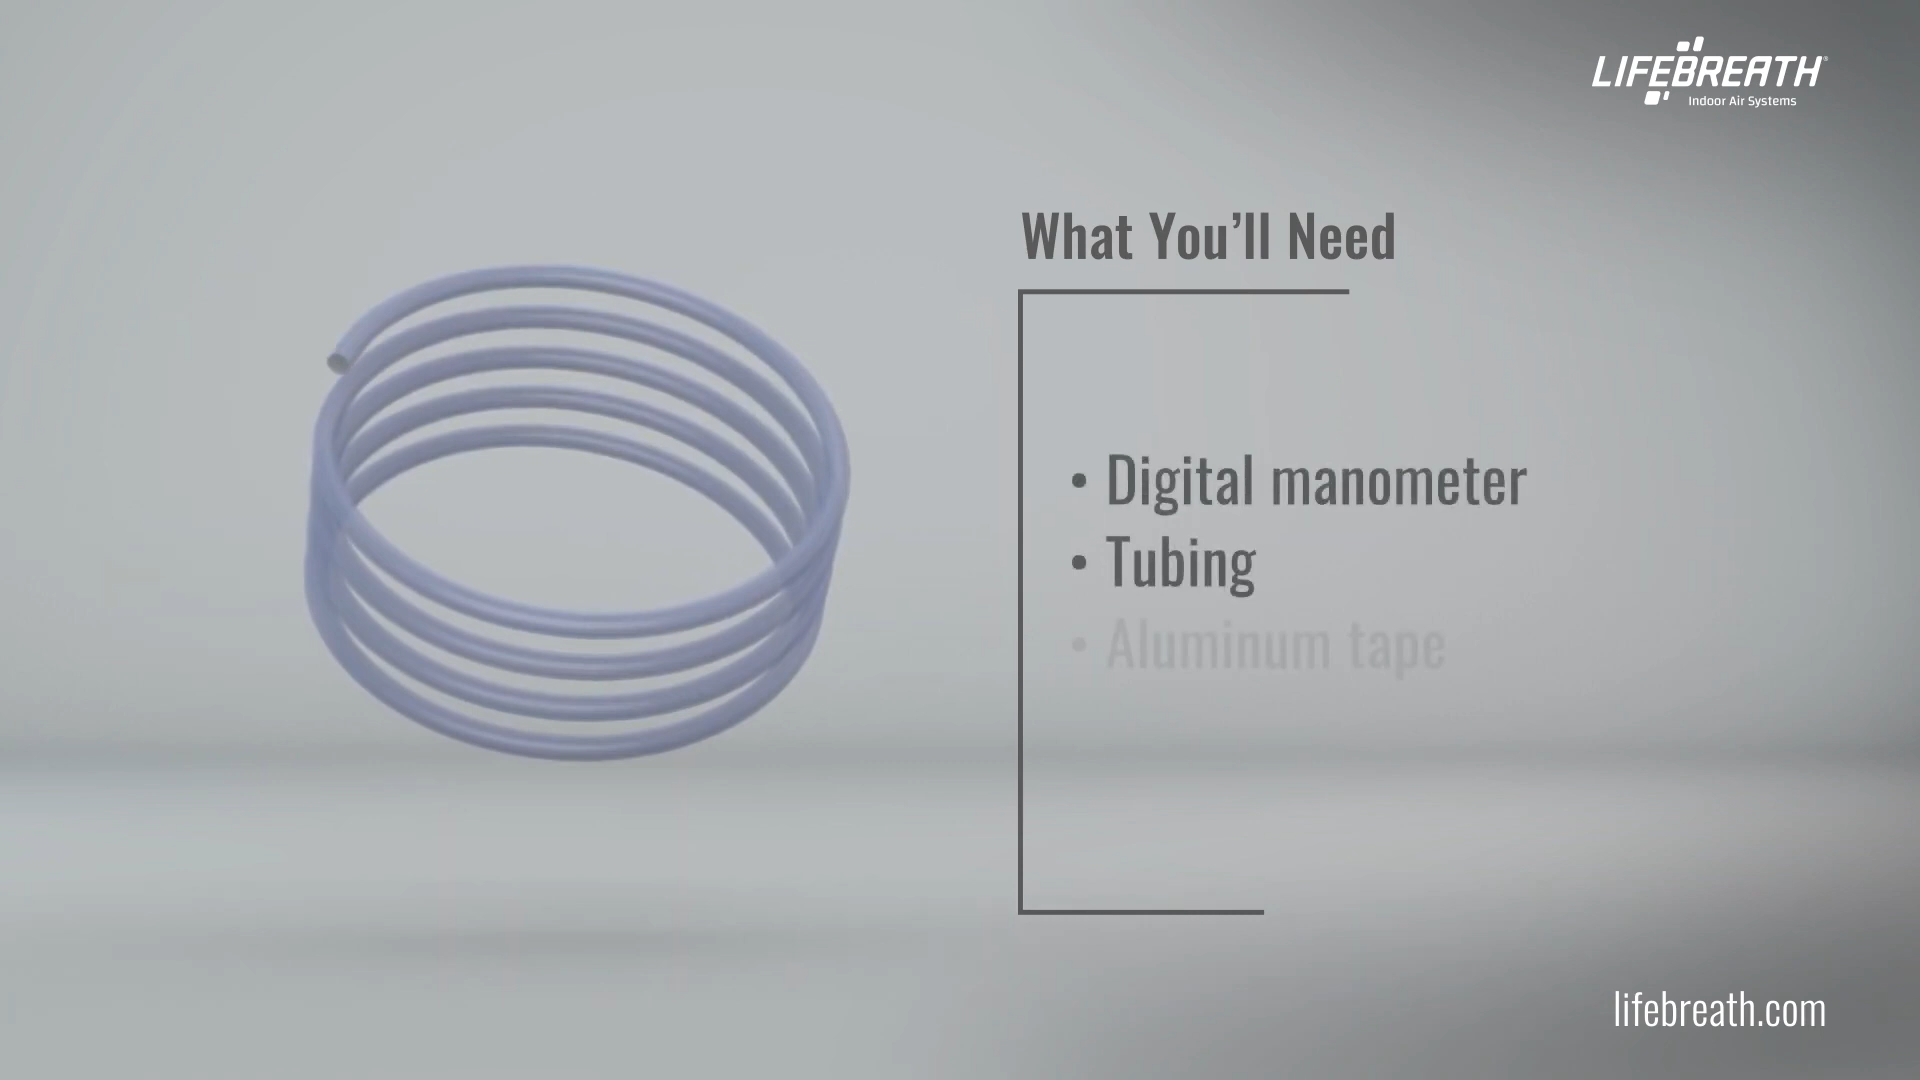 LIFEBREATH®
Indoor Air Systems
What You’ll Need
• Digital manometer
• Tubing
• Aluminum tape
lifebreath.com